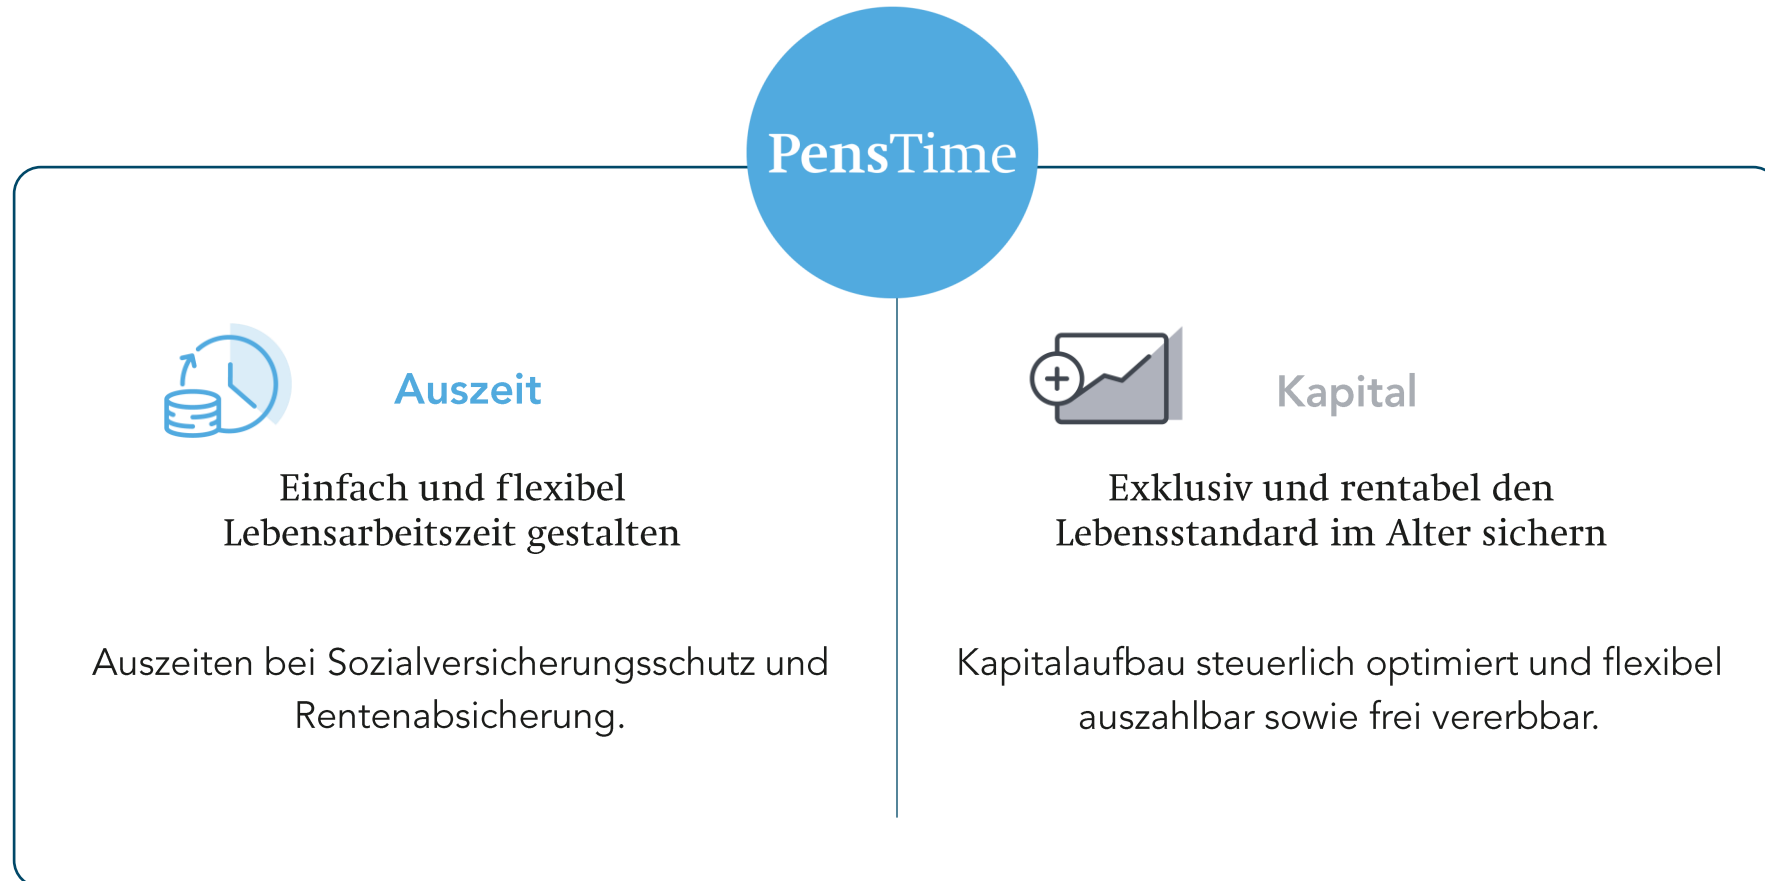 PensTime
Auszeit
Einfach und flexibel
Lebensarbeitszeit gestalten
Auszeiten bei Sozialversicherungsschutz und
Rentenabsicherung.
Kapital
Exklusiv und rentabel den
Lebensstandard im Alter sichern
Kapitalaufbau steuerlich optimiert und flexibel
auszahlbar sowie frei vererbbar.